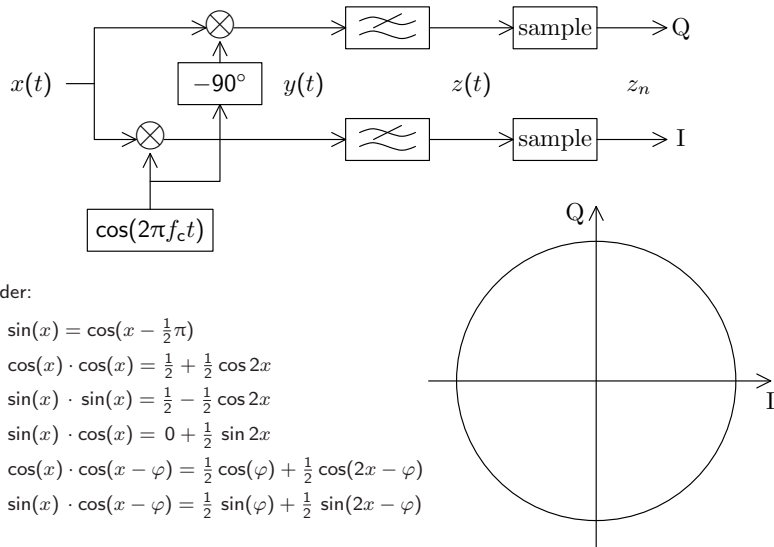 sample Q
x(t) −90° y(t) z(t) z_n
sample I
cos(2πf_c t)
Q
I
der:
sin(x) = cos(x − ½π)
cos(x) · cos(x) = ½ + ½ cos 2x
sin(x) · sin(x) = ½ − ½ cos 2x
sin(x) · cos(x) = 0 + ½ sin 2x
cos(x) · cos(x − φ) = ½ cos(φ) + ½ cos(2x − φ)
sin(x) · cos(x − φ) = ½ sin(φ) + ½ sin(2x − φ)